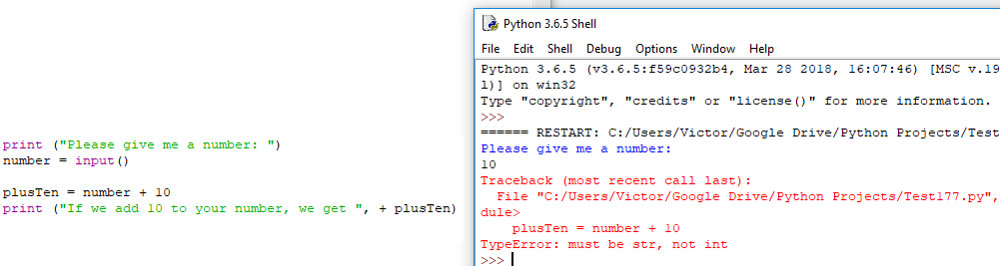 print ("Please give me a number: ")
number = input()
plusTen = number + 10
print ("If we add 10 to your number, we get ", + plusTen)
Python 3.6.5 Shell
File Edit Shell Debug Options Window Help
Python 3.6.5 (v3.6.5:f59c0932b4, Mar 28 2018, 16:07:46) [MSC v.19
l)] on win32
Type "copyright", "credits" or "license()" for more information.
>>>
====== RESTART: C:/Users/Victor/Google Drive/Python Projects/Test
Please give me a number:
10
Traceback (most recent call last):
  File "C:/Users/Victor/Google Drive/Python Projects/Test177.py",
dule>
    plusTen = number + 10
TypeError: must be str, not int
>>>